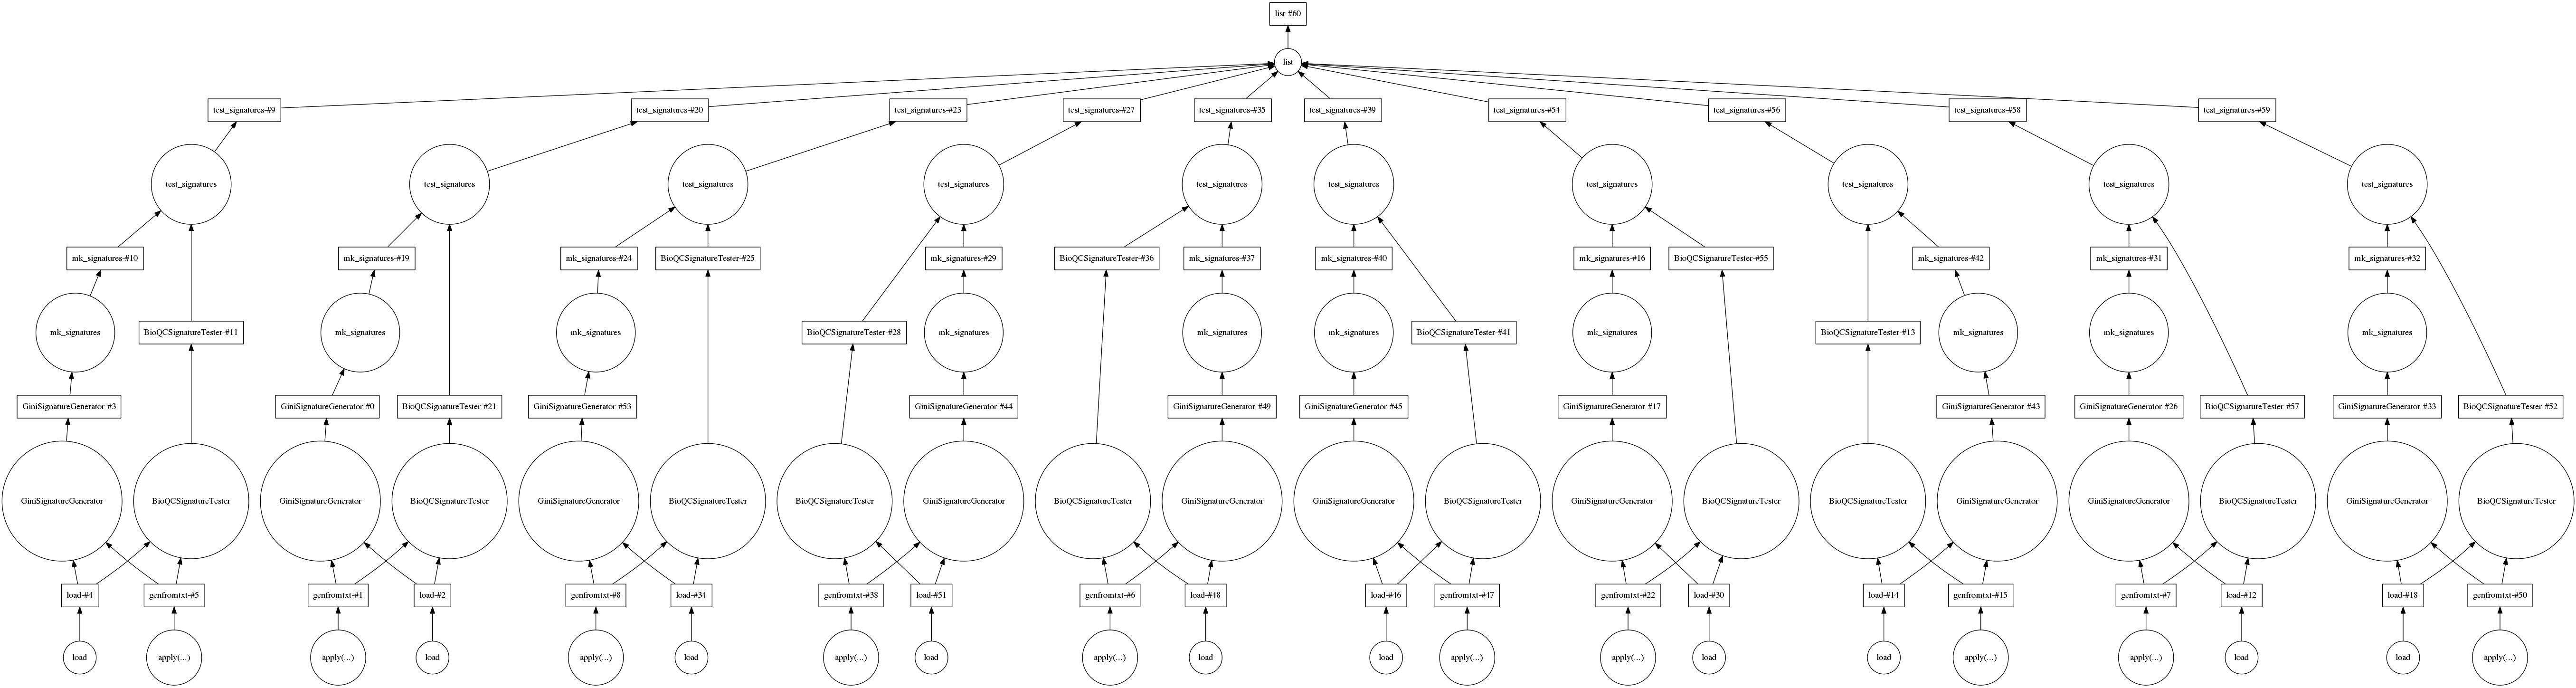 list-#60
list
test_signatures-#9
test_signatures-#20
test_signatures-#23
test_signatures-#27
test_signatures-#35
test_signatures-#39
test_signatures-#54
test_signatures-#56
test_signatures-#58
test_signatures-#59
test_signatures
test_signatures
test_signatures
test_signatures
test_signatures
test_signatures
test_signatures
test_signatures
test_signatures
test_signatures
mk_signatures-#10
mk_signatures-#19
mk_signatures-#24
BioQCSignatureTester-#25
mk_signatures-#29
BioQCSignatureTester-#36
mk_signatures-#37
mk_signatures-#40
mk_signatures-#16
BioQCSignatureTester-#55
mk_signatures-#42
mk_signatures-#31
mk_signatures-#32
mk_signatures
BioQCSignatureTester-#11
mk_signatures
mk_signatures
BioQCSignatureTester-#28
mk_signatures
mk_signatures
mk_signatures
BioQCSignatureTester-#41
mk_signatures
BioQCSignatureTester-#13
mk_signatures
mk_signatures
mk_signatures
GiniSignatureGenerator-#3
GiniSignatureGenerator-#0
BioQCSignatureTester-#21
GiniSignatureGenerator-#53
GiniSignatureGenerator-#44
GiniSignatureGenerator-#49
GiniSignatureGenerator-#45
GiniSignatureGenerator-#17
GiniSignatureGenerator-#43
GiniSignatureGenerator-#26
BioQCSignatureTester-#57
GiniSignatureGenerator-#33
BioQCSignatureTester-#52
GiniSignatureGenerator
BioQCSignatureTester
GiniSignatureGenerator
BioQCSignatureTester
GiniSignatureGenerator
BioQCSignatureTester
BioQCSignatureTester
GiniSignatureGenerator
BioQCSignatureTester
GiniSignatureGenerator
GiniSignatureGenerator
BioQCSignatureTester
GiniSignatureGenerator
BioQCSignatureTester
BioQCSignatureTester
GiniSignatureGenerator
GiniSignatureGenerator
BioQCSignatureTester
GiniSignatureGenerator
BioQCSignatureTester
load-#4
genfromtxt-#5
genfromtxt-#1
load-#2
genfromtxt-#8
load-#34
genfromtxt-#38
load-#51
genfromtxt-#6
load-#48
load-#46
genfromtxt-#47
genfromtxt-#22
load-#30
load-#14
genfromtxt-#15
genfromtxt-#7
load-#12
load-#18
genfromtxt-#50
load
apply(...)
apply(...)
load
apply(...)
load
apply(...)
load
apply(...)
load
load
apply(...)
apply(...)
load
load
apply(...)
apply(...)
load
load
apply(...)